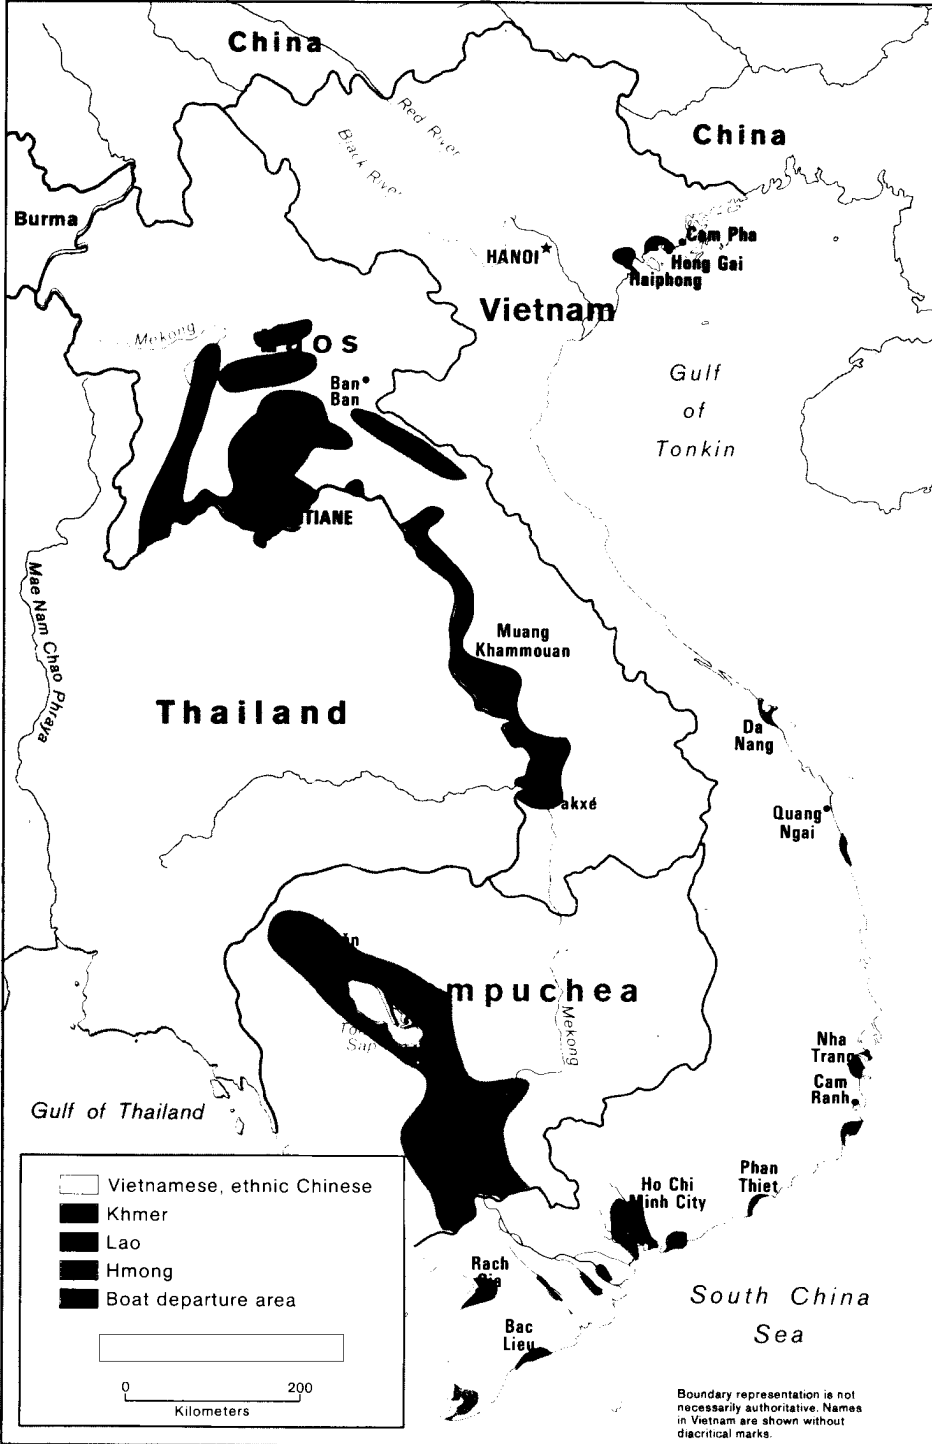 China
China
Burma
Red River
Black River
HANOI
Cam Pha
Hong Gai
Haiphong
Vietnam
Mekong
Ban
Ban
Gulf
of
Tonkin
TIANE
Mae Nam Chao Phraya
Muang
Khammouan
Thailand
Da
Nang
akxé
Quang
Ngai
mpuchea
Sap
Mekong
Nha
Trang
Cam
Ranh
Gulf of Thailand
Phan
Thiet
Ho Chi
Minh City
Rach
Gia
Bac
Lieu
South China
Sea
Vietnamese, ethnic Chinese
Khmer
Lao
Hmong
Boat departure area
0 200
Kilometers
Boundary representation is not
necessarily authoritative. Names
in Vietnam are shown without
diacritical marks.